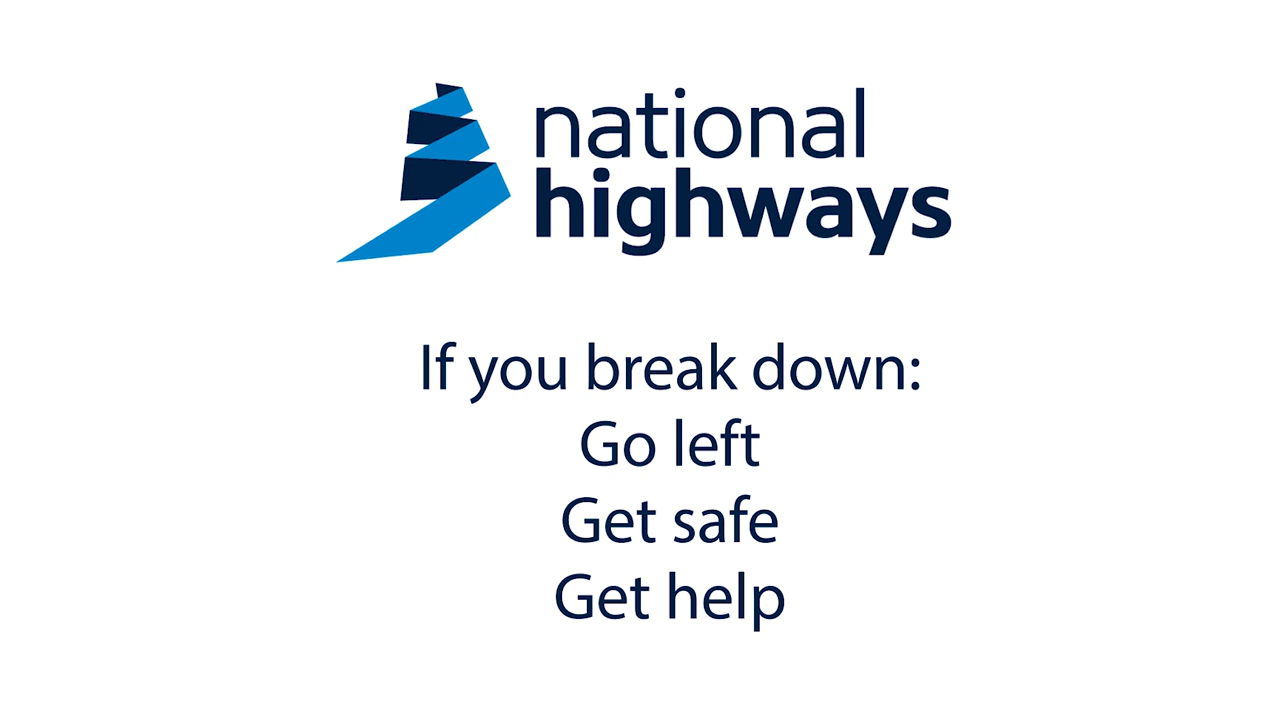 national
highways
If you break down:
Go left
Get safe
Get help